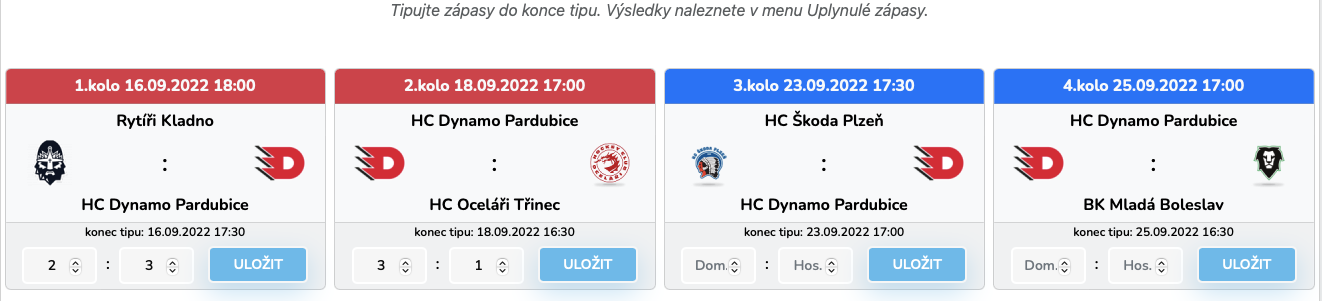 Tipujte zápasy do konce tipu. Výsledky naleznete v menu Uplynulé zápasy.
1.kolo 16.09.2022 18:00
Rytíři Kladno
:
HC Dynamo Pardubice
konec tipu: 16.09.2022 17:30
2 : 3 ULOŽIT
2.kolo 18.09.2022 17:00
HC Dynamo Pardubice
:
HC Oceláři Třinec
konec tipu: 18.09.2022 16:30
3 : 1 ULOŽIT
3.kolo 23.09.2022 17:30
HC Škoda Plzeň
:
HC Dynamo Pardubice
konec tipu: 23.09.2022 17:00
Dom. : Hos. ULOŽIT
4.kolo 25.09.2022 17:00
HC Dynamo Pardubice
:
BK Mladá Boleslav
konec tipu: 25.09.2022 16:30
Dom. : Hos. ULOŽIT